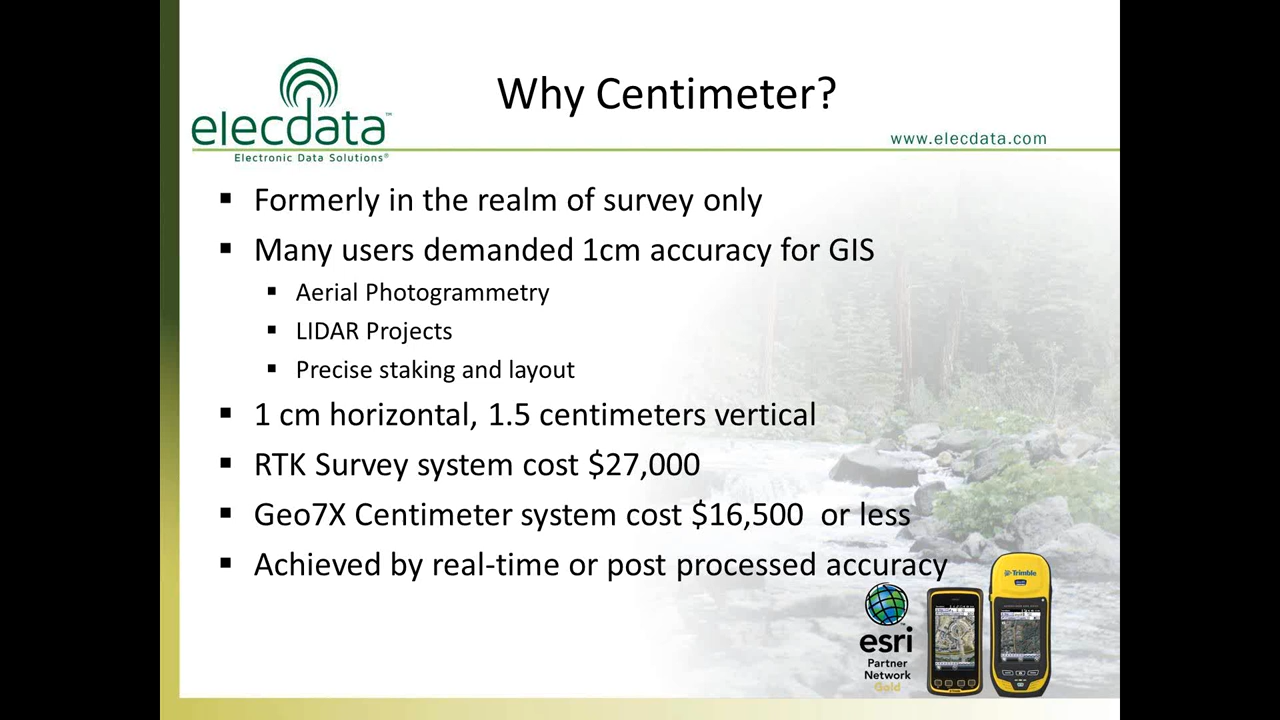 Why Centimeter?
elecdata™
www.elecdata.com
Electronic Data Solutions®
▪ Formerly in the realm of survey only
▪ Many users demanded 1cm accuracy for GIS
▪ Aerial Photogrammetry
▪ LIDAR Projects
▪ Precise staking and layout
▪ 1 cm horizontal, 1.5 centimeters vertical
▪ RTK Survey system cost $27,000
▪ Geo7X Centimeter system cost $16,500  or less
▪ Achieved by real-time or post processed accuracy
Trimble
esri
Partner
Network
Gold